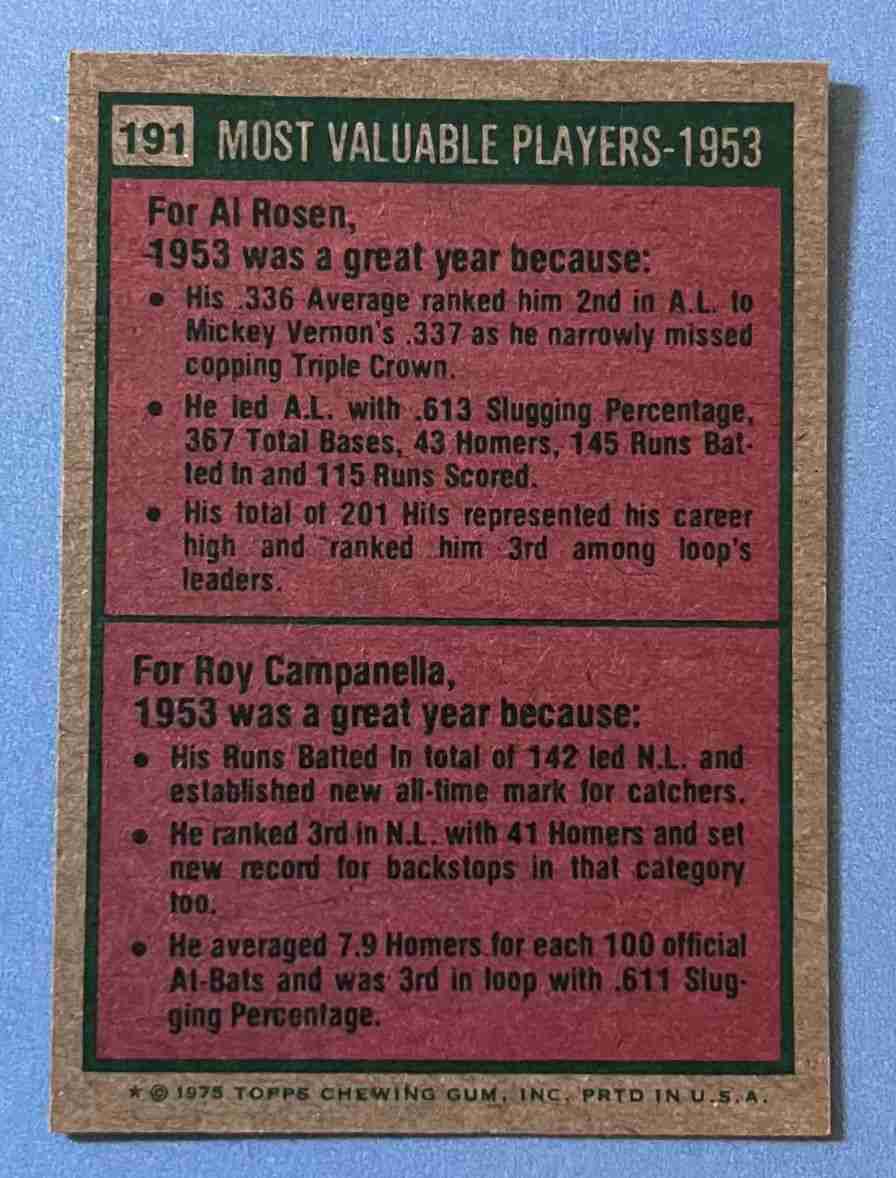 191 MOST VALUABLE PLAYERS-1953
For Al Rosen,
1953 was a great year because:
• His .336 Average ranked him 2nd in A.L. to
Mickey Vernon's .337 as he narrowly missed
copping Triple Crown.
• He led A.L. with .613 Slugging Percentage,
367 Total Bases, 43 Homers, 145 Runs Bat-
ted In and 115 Runs Scored.
• His total of 201 Hits represented his career
high and ranked him 3rd among loop's
leaders.
For Roy Campanella,
1953 was a great year because:
• His Runs Batted In total of 142 led N.L. and
established new all-time mark for catchers.
• He ranked 3rd in N.L. with 41 Homers and set
new record for backstops in that category
too.
• He averaged 7.9 Homers for each 100 official
At-Bats and was 3rd in loop with .611 Slug-
ging Percentage.
* © 1975 TOPPS CHEWING GUM, INC. PRTD IN U.S.A.